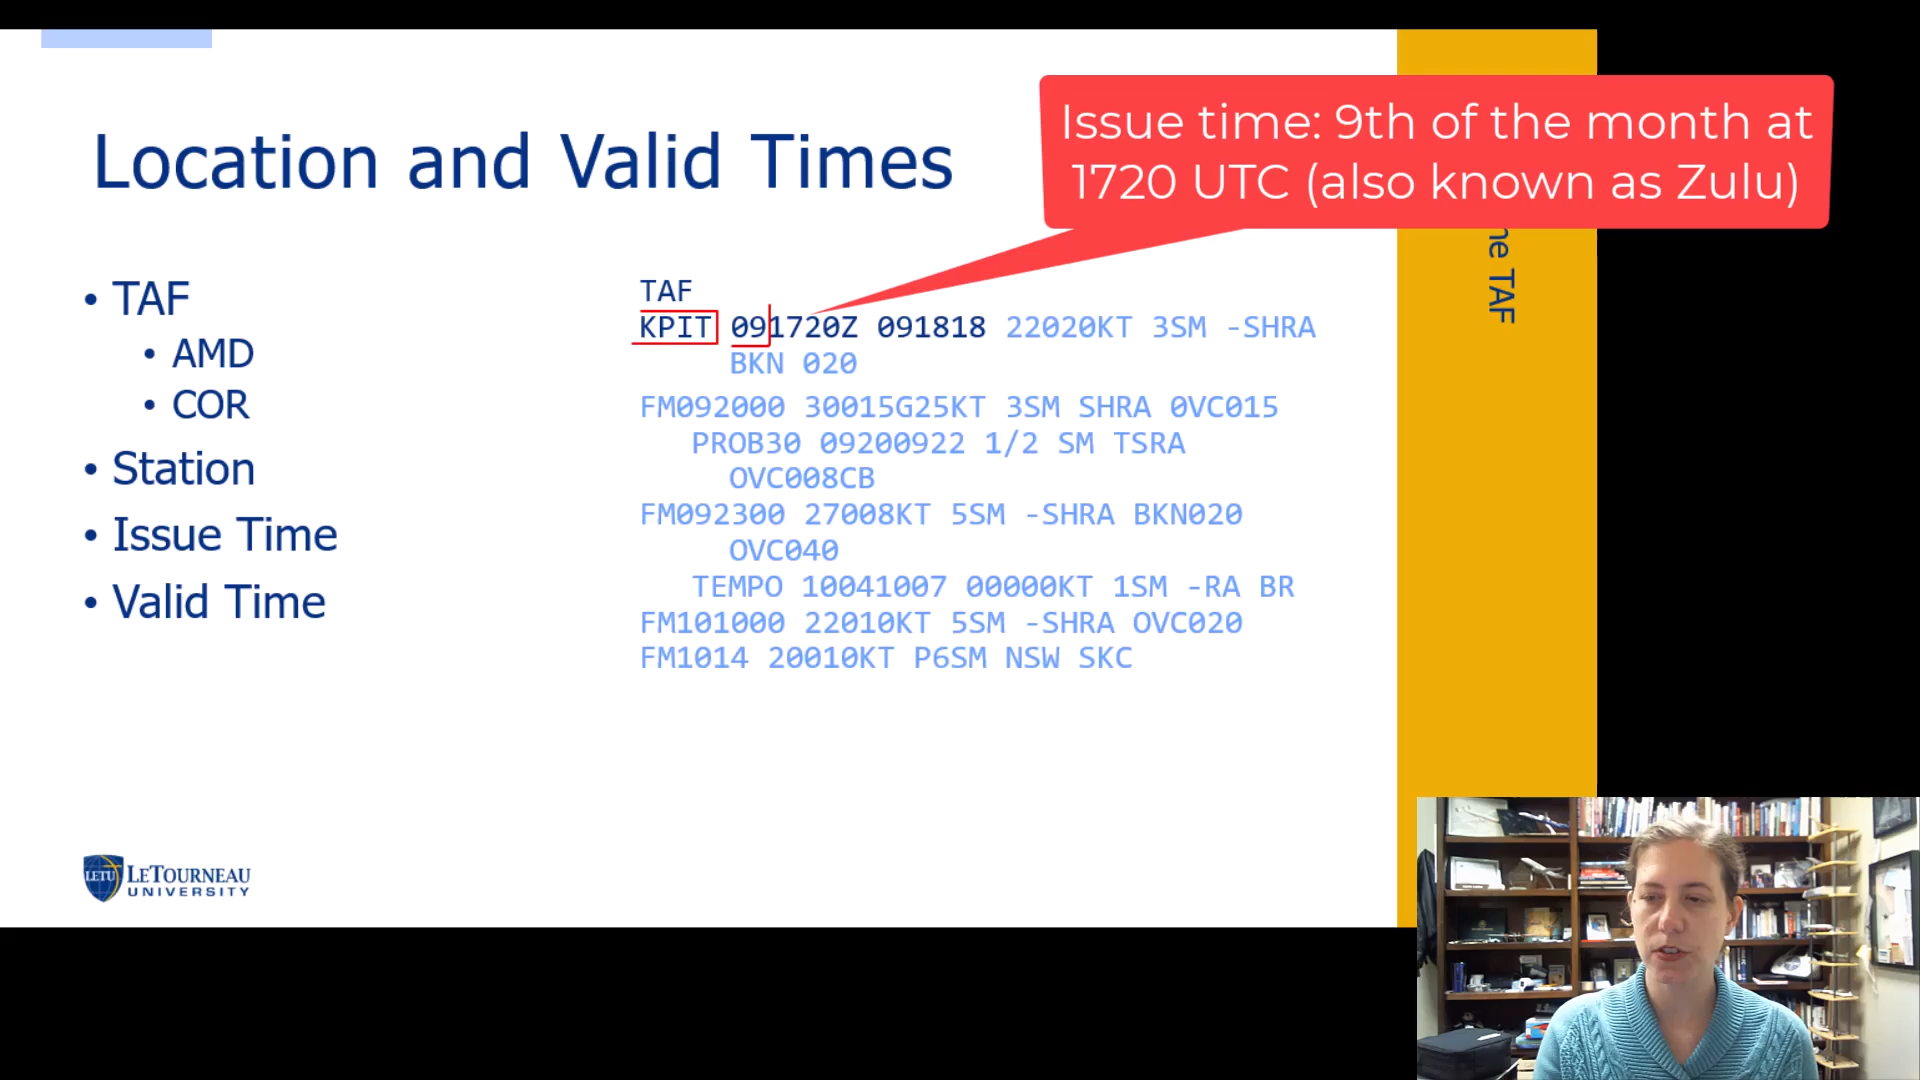 Location and Valid Times
Issue time: 9th of the month at
1720 UTC (also known as Zulu)
• TAF
• AMD
• COR
• Station
• Issue Time
• Valid Time
TAF
KPIT 091720Z 091818 22020KT 3SM -SHRA
BKN 020
FM092000 30015G25KT 3SM SHRA 0VC015
PROB30 09200922 1/2 SM TSRA
OVC008CB
FM092300 27008KT 5SM -SHRA BKN020
OVC040
TEMPO 10041007 00000KT 1SM -RA BR
FM101000 22010KT 5SM -SHRA OVC020
FM1014 20010KT P6SM NSW SKC
TAF
LETU
LETOURNEAU
UNIVERSITY